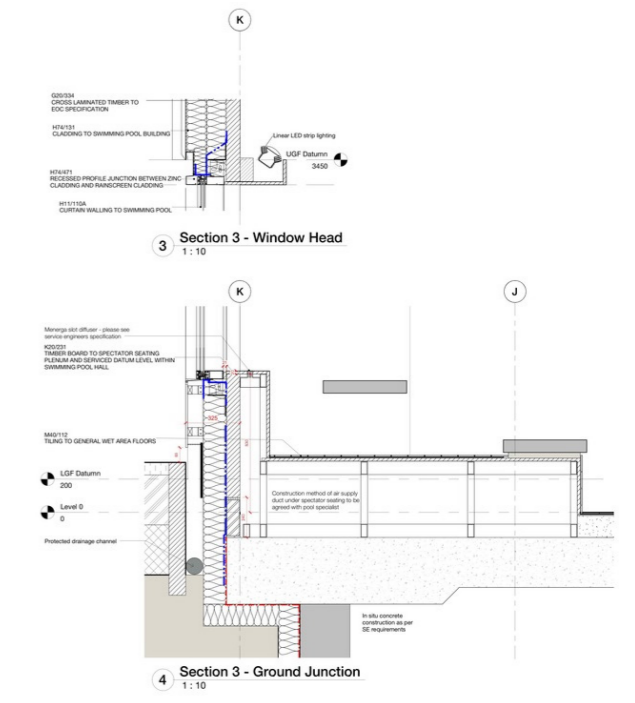 K
G20/334
CROSS LAMINATED TIMBER TO
EOC SPECIFICATION
H74/131
CLADDING TO SWIMMING POOL BUILDING
Linear LED strip lighting
UGF Datumn
3450
H74/471
RECESSED PROFILE JUNCTION BETWEEN ZINC
CLADDING AND RAINSCREEN CLADDING
H11/110A
CURTAIN WALLING TO SWIMMING POOL
3
Section 3 - Window Head
1 : 10
K
J
Menerga slot diffuser - please see
service engineers specification
K20/231
TIMBER BOARD TO SPECTATOR SEATING
PLENUM AND SERVICED DATUM LEVEL WITHIN
SWIMMING POOL HALL
325
M40/112
TILING TO GENERAL WET AREA FLOORS
LGF Datumn
200
Level 0
0
Construction method of air supply
duct under spectator seating to be
agreed with pool specialist
Protected drainage channel
In-situ concrete
construction as per
SE requirements
4
Section 3 - Ground Junction
1 : 10